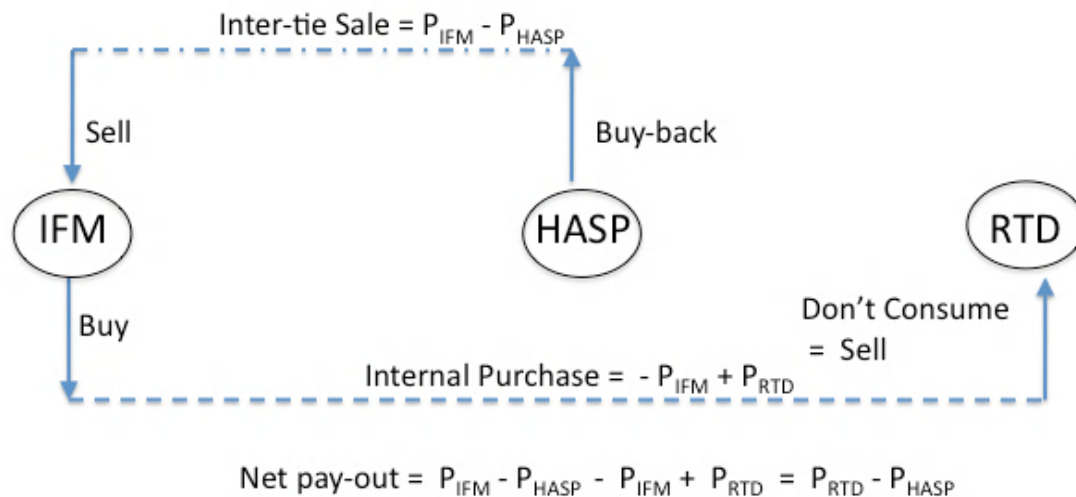 Inter-tie Sale = P_IFM - P_HASP
Sell
Buy-back
IFM
HASP
RTD
Buy
Don't Consume
= Sell
Internal Purchase = - P_IFM + P_RTD
Net pay-out = P_IFM - P_HASP - P_IFM + P_RTD = P_RTD - P_HASP